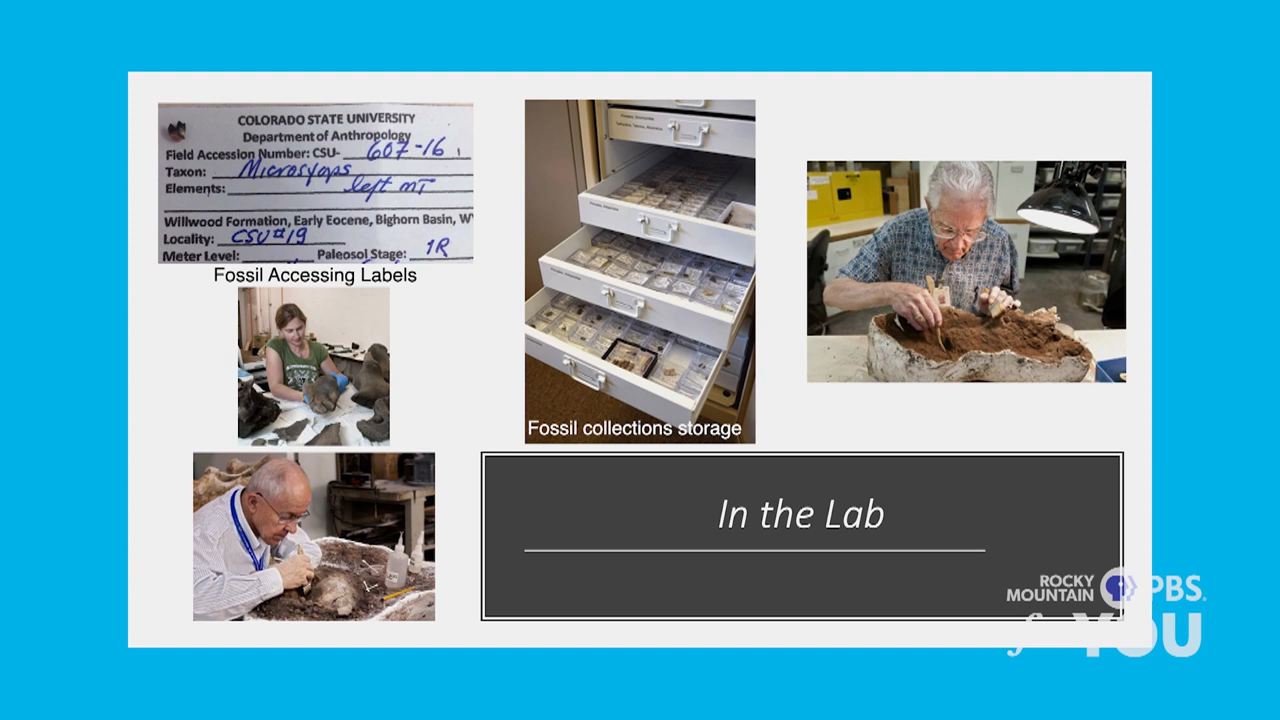 COLORADO STATE UNIVERSITY
Department of Anthropology
Field Accession Number: CSU- 607-16
Taxon: Microsyops
Elements: left MT
Willwood Formation, Early Eocene, Bighorn Basin, WY
Locality: CSU#19
Meter Level: Paleosol Stage: 1R
Fossil Accessing Labels
Fossil collections storage
In the Lab
ROCKY
MOUNTAIN PBS.
for YOU